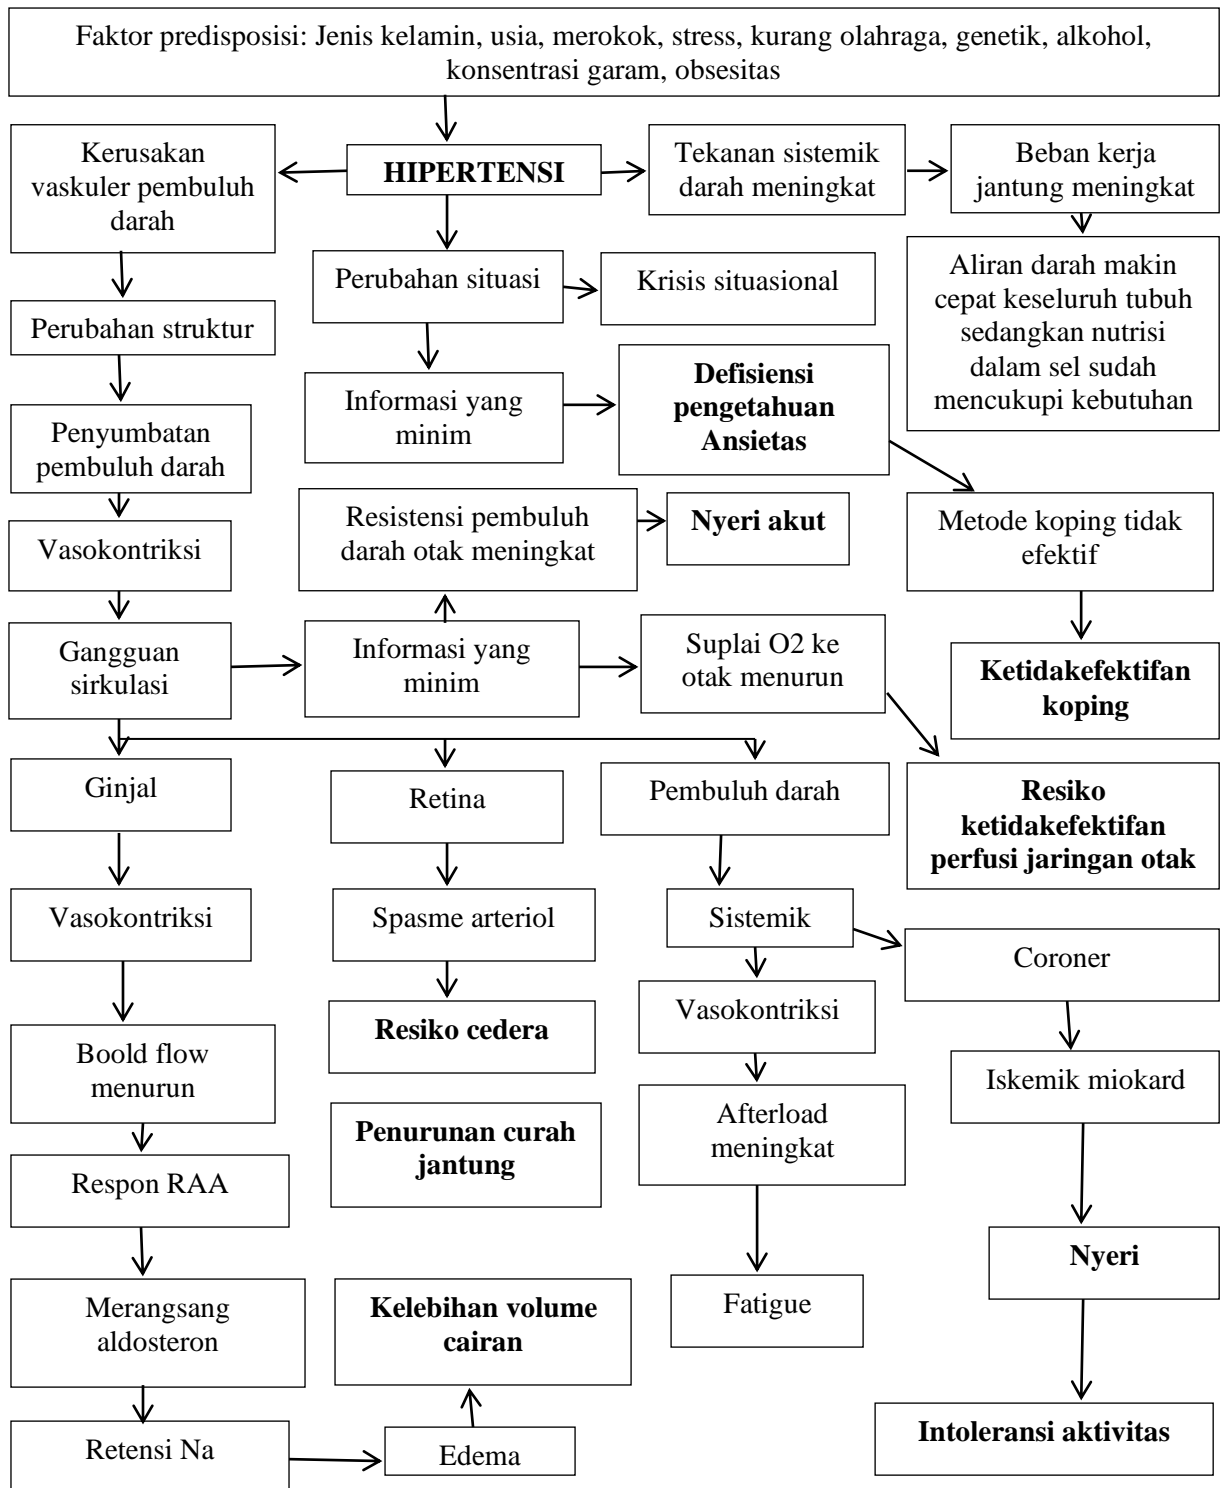 Faktor predisposisi: Jenis kelamin, usia, merokok, stress, kurang olahraga, genetik, alkohol,
konsentrasi garam, obsesitas
Kerusakan
vaskuler pembuluh
darah
HIPERTENSI
Tekanan sistemik
darah meningkat
Beban kerja
jantung meningkat
Perubahan situasi
Krisis situasional
Aliran darah makin
cepat keseluruh tubuh
sedangkan nutrisi
dalam sel sudah
mencukupi kebutuhan
Perubahan struktur
Informasi yang
minim
Defisiensi
pengetahuan
Ansietas
Penyumbatan
pembuluh darah
Resistensi pembuluh
darah otak meningkat
Nyeri akut
Metode koping tidak
efektif
Vasokontriksi
Gangguan
sirkulasi
Informasi yang
minim
Suplai O2 ke
otak menurun
Ketidakefektifan
koping
Ginjal
Retina
Pembuluh darah
Resiko
ketidakefektifan
perfusi jaringan otak
Vasokontriksi
Spasme arteriol
Sistemik
Coroner
Boold flow
menurun
Resiko cedera
Vasokontriksi
Iskemik miokard
Penurunan curah
jantung
Afterload
meningkat
Respon RAA
Nyeri
Merangsang
aldosteron
Kelebihan volume
cairan
Fatigue
Retensi Na
Edema
Intoleransi aktivitas